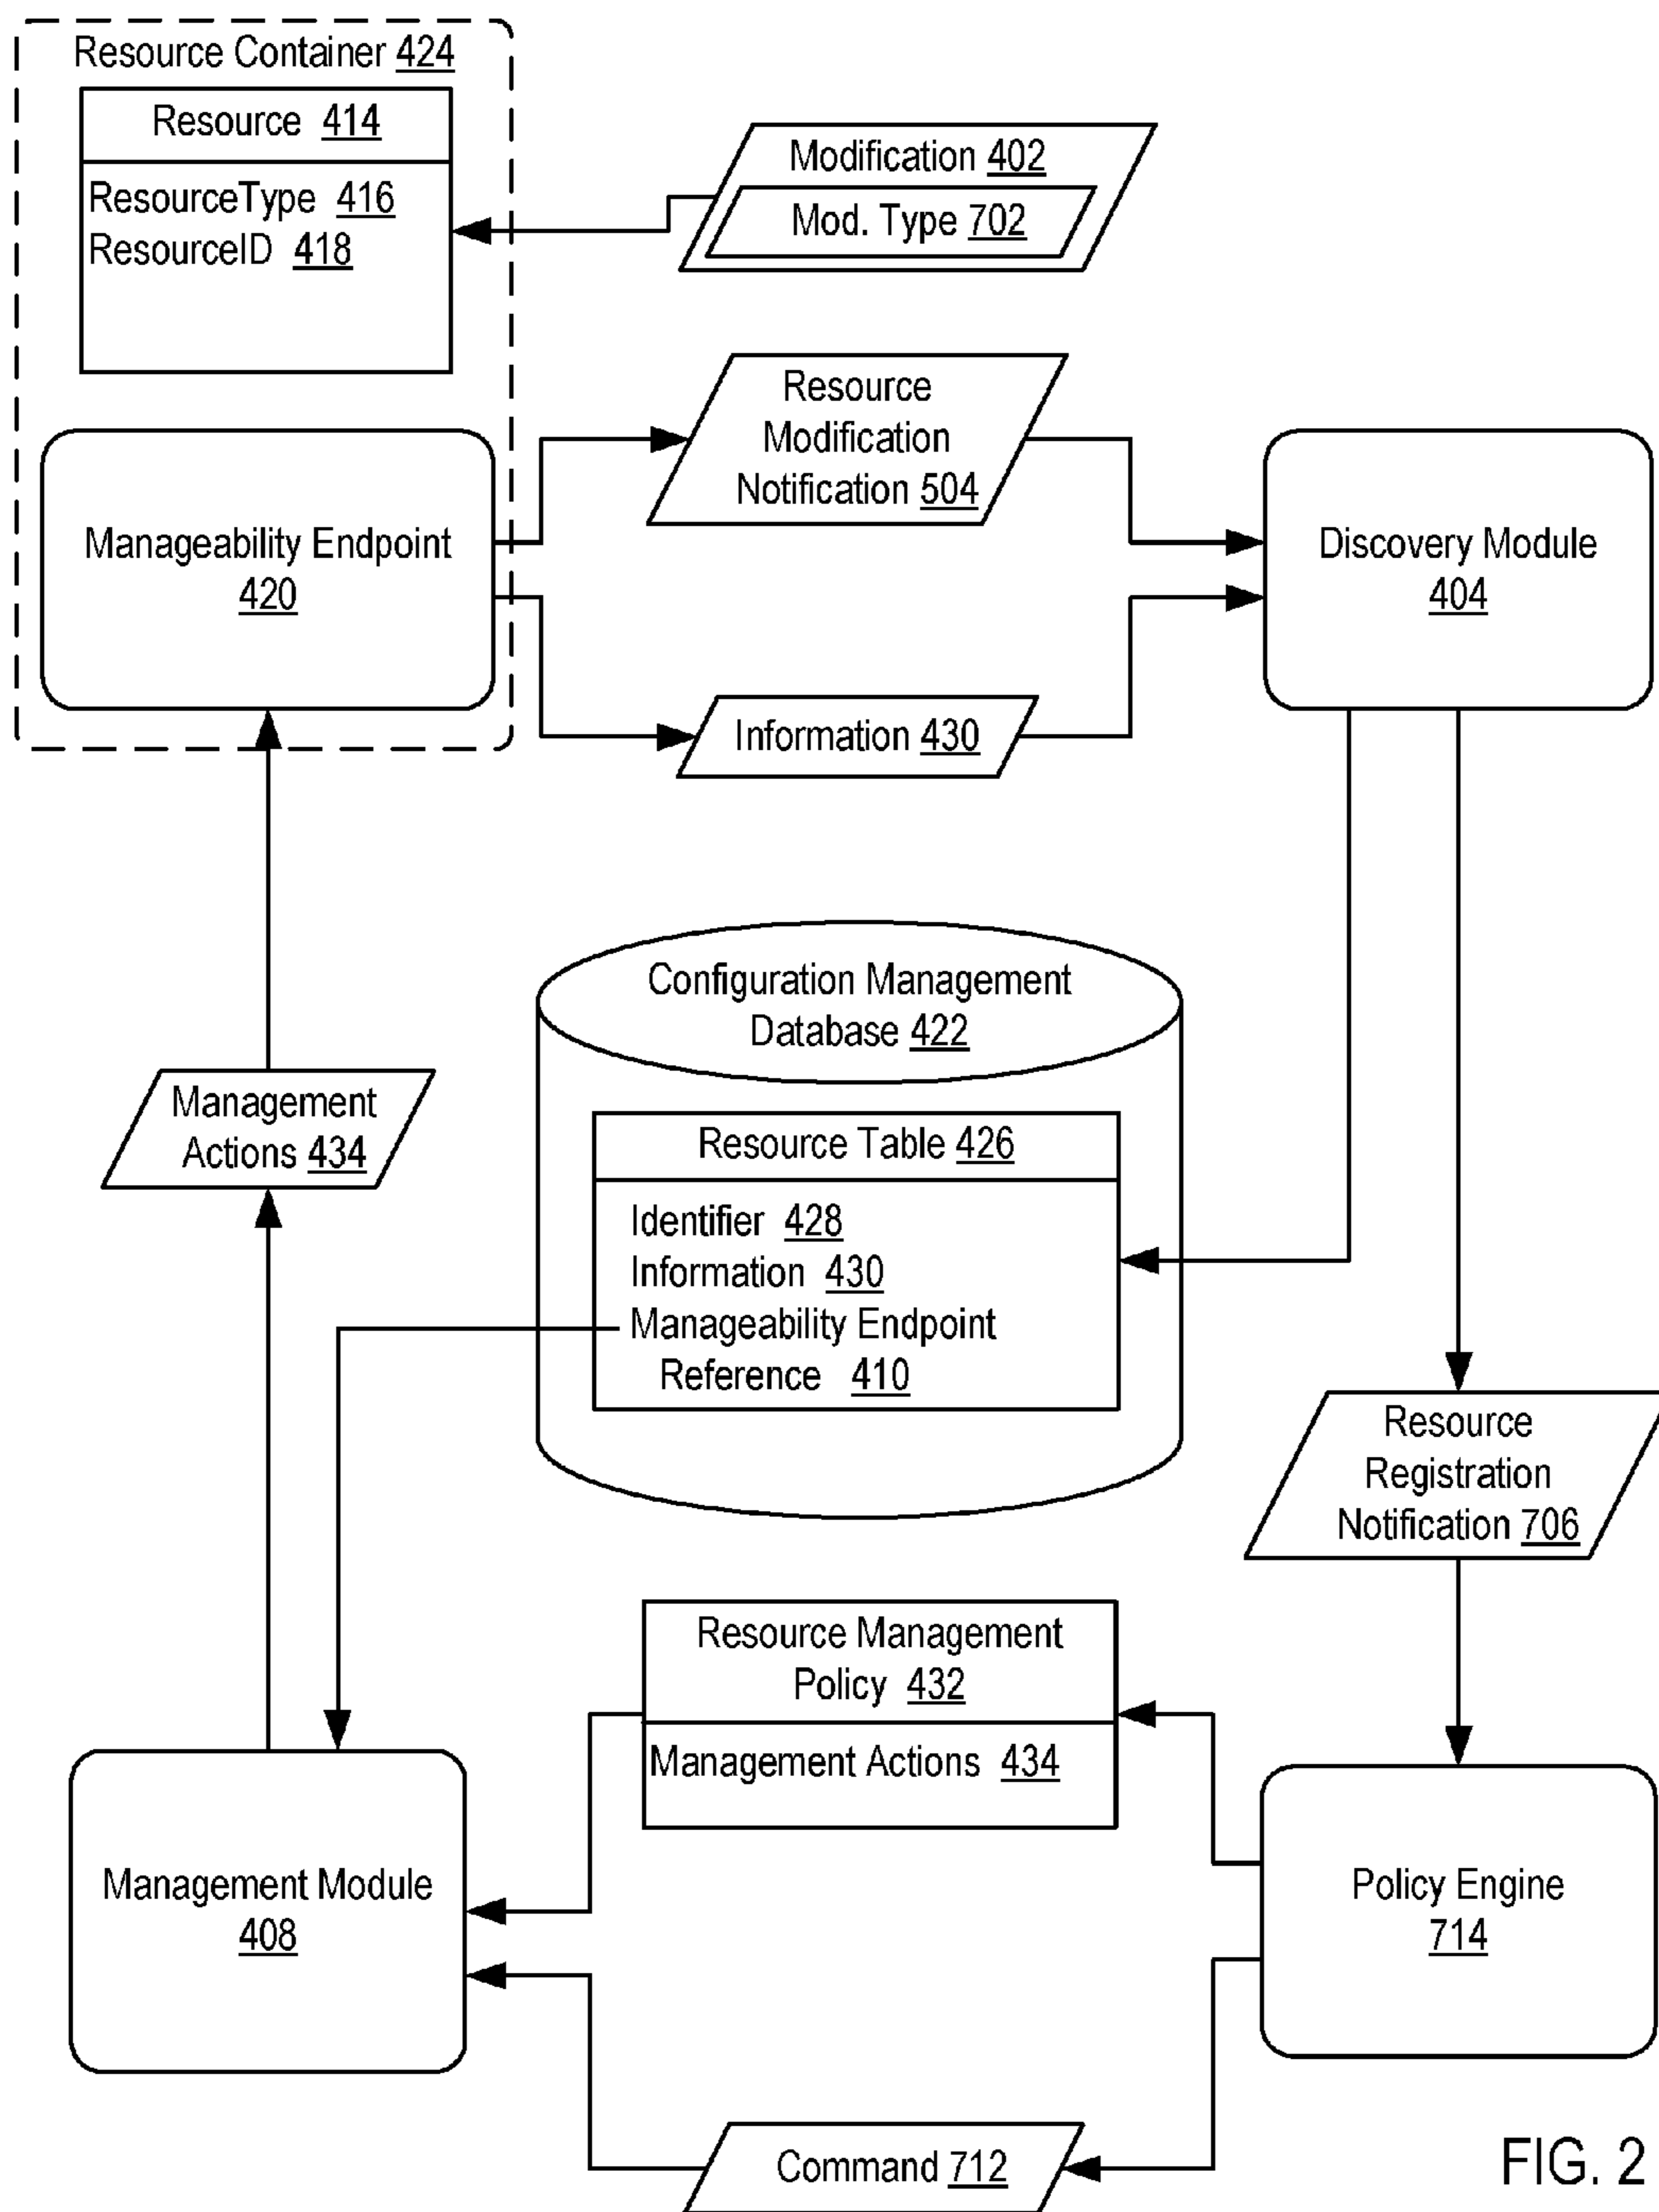 Resource Container 424
Resource 414
ResourceType 416
ResourceID 418
Modification 402
Mod. Type 702
Resource
Modification
Notification 504
Manageability Endpoint
420
Discovery Module
404
Information 430
Configuration Management
Database 422
Management
Actions 434
Resource Table 426
Identifier 428
Information 430
Manageability Endpoint
Reference 410
Resource
Registration
Notification 706
Resource Management
Policy 432
Management Actions 434
Management Module
408
Policy Engine
714
Command 712
FIG. 2